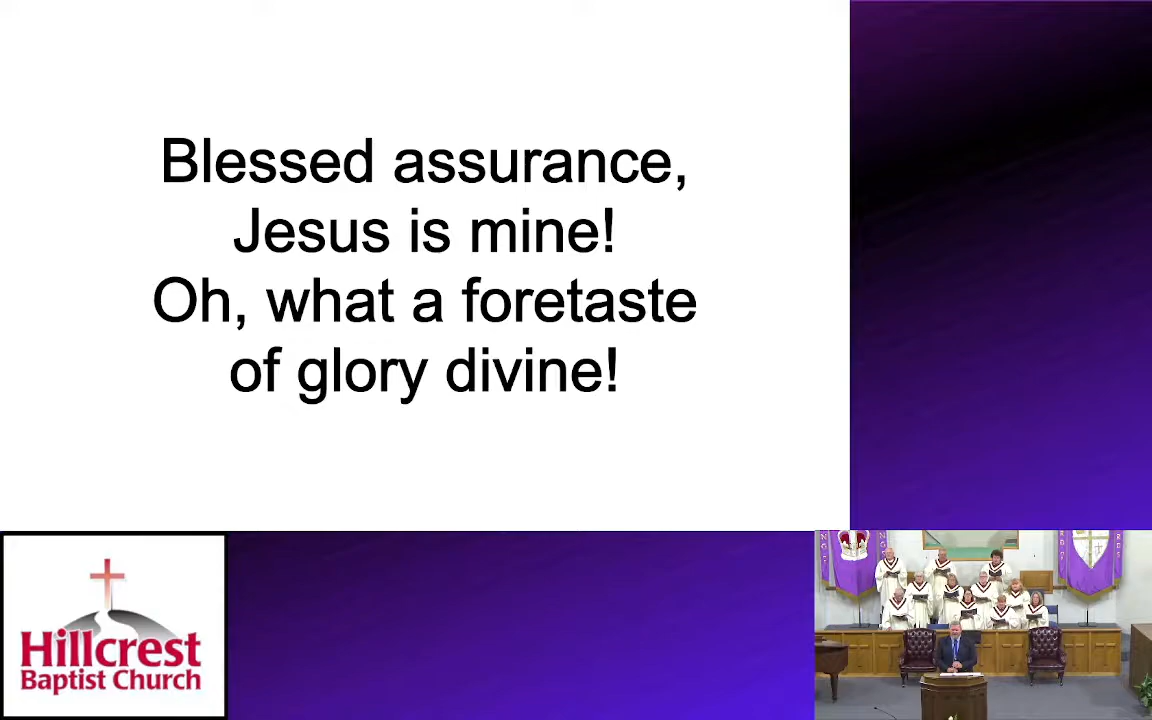 Blessed assurance,
Jesus is mine!
Oh, what a foretaste
of glory divine!
Hillcrest
Baptist Church